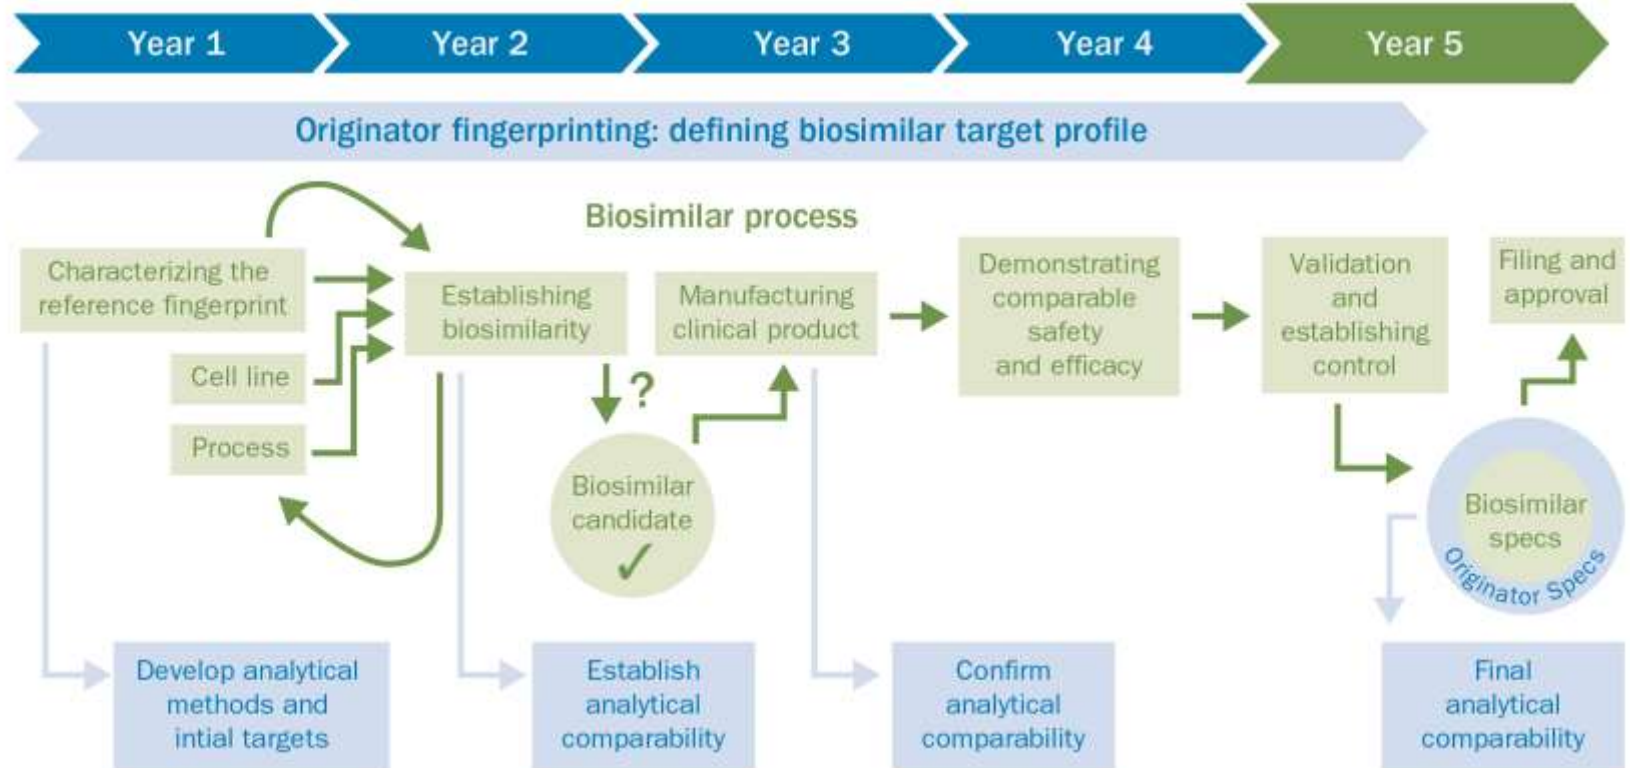 Year 1
Year 2
Year 3
Year 4
Year 5
Originator fingerprinting: defining biosimilar target profile
Biosimilar process
Characterizing the
reference fingerprint
Cell line
Process
Establishing
biosimilarity
?
Biosimilar
candidate
✓
Manufacturing
clinical product
Demonstrating
comparable
safety
and efficacy
Validation
and
establishing
control
Filing and
approval
Biosimilar
specs
Originator Specs
Develop analytical
methods and
intial targets
Establish
analytical
comparability
Confirm
analytical
comparability
Final
analytical
comparability